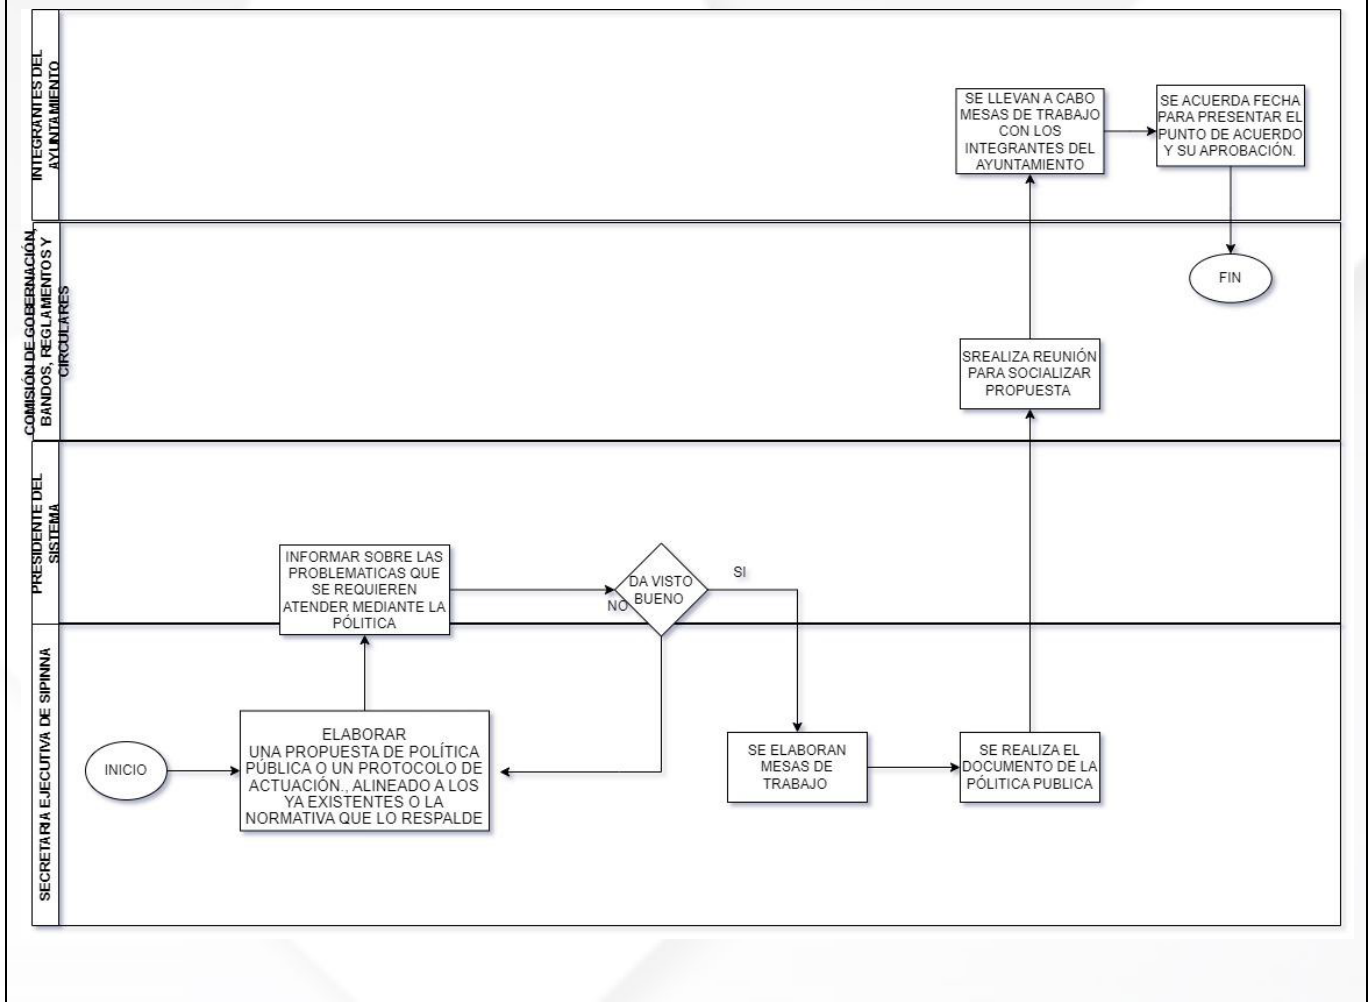 INTEGRANTES DEL
AYUNTAMIENTO
SE LLEVAN A CABO
MESAS DE TRABAJO
CON LOS
INTEGRANTES DEL
AYUNTAMIENTO
SE ACUERDA FECHA
PARA PRESENTAR EL
PUNTO DE ACUERDO
Y SU APROBACIÓN.
COMISIÓN DE GOBERNACIÓN,
BANDOS, REGLAMENTOS Y
CIRCULARES
FIN
SREALIZA REUNIÓN
PARA SOCIALIZAR
PROPUESTA
PRESIDENTE DEL
SISTEMA
INFORMAR SOBRE LAS
PROBLEMATICAS QUE
SE REQUIEREN
ATENDER MEDIANTE LA
PÓLITICA
DA VISTO
BUENO
NO
SI
SECRETARIA EJECUTIVA DE SIPINNA
INICIO
ELABORAR
UNA PROPUESTA DE POLÍTICA
PÚBLICA O UN PROTOCOLO DE
ACTUACIÓN., ALINEADO A LOS
YA EXISTENTES O LA
NORMATIVA QUE LO RESPALDE
SE ELABORAN
MESAS DE
TRABAJO
SE REALIZA EL
DOCUMENTO DE LA
PÓLITICA PUBLICA